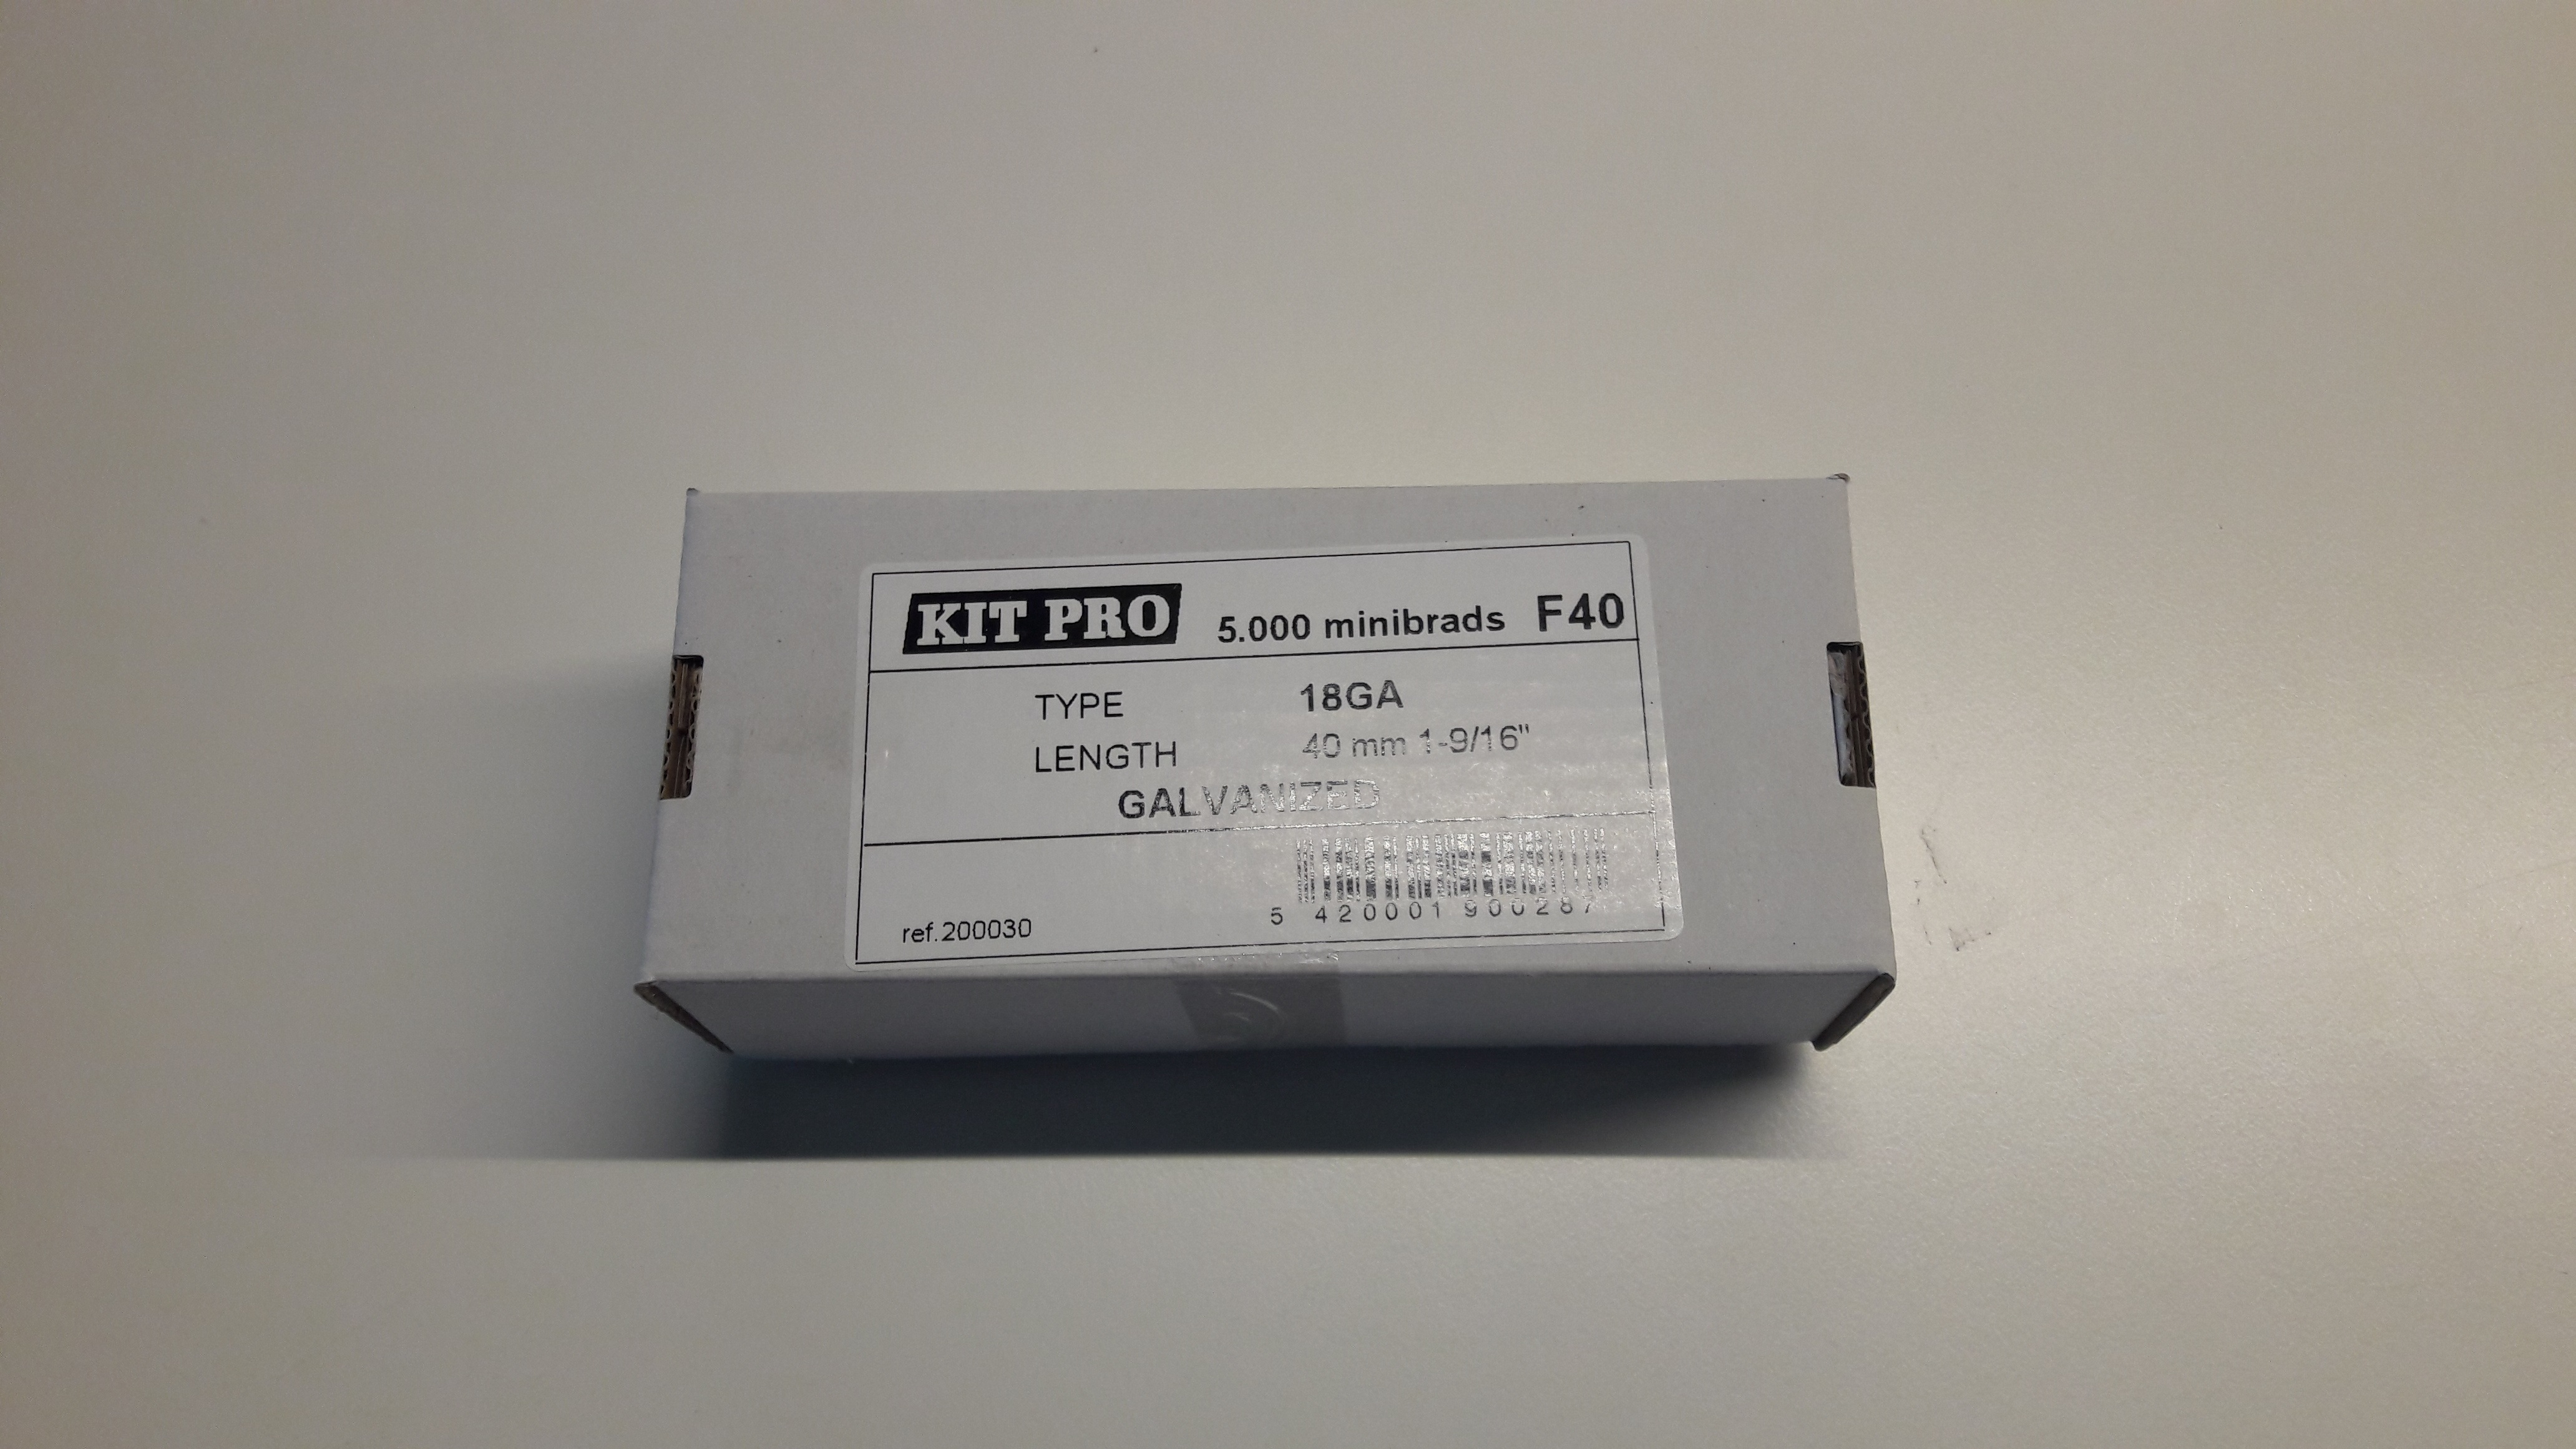 KIT PRO 5.000 minibrads F40
TYPE 18GA
LENGTH 40 mm 1-9/16"
GALVANIZED
5 420001 900287
ref.200030